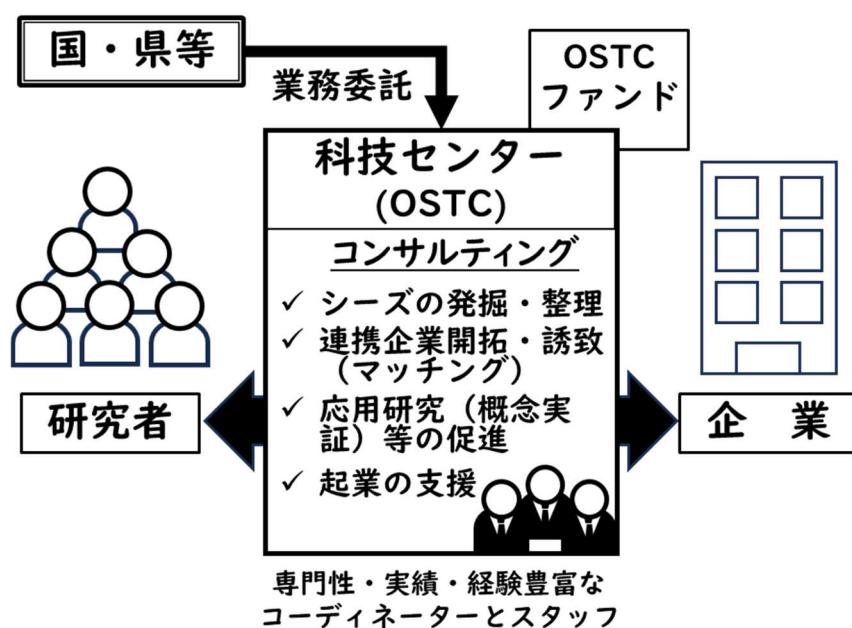 国・県等
業務委託
OSTC
ファンド
科技センター
(OSTC)
コンサルティング
✓ シーズの発掘・整理
✓ 連携企業開拓・誘致
(マッチング)
✓ 応用研究(概念実
証)等の促進
✓ 起業の支援
研究者
企　業
専門性・実績・経験豊富な
コーディネーターとスタッフ